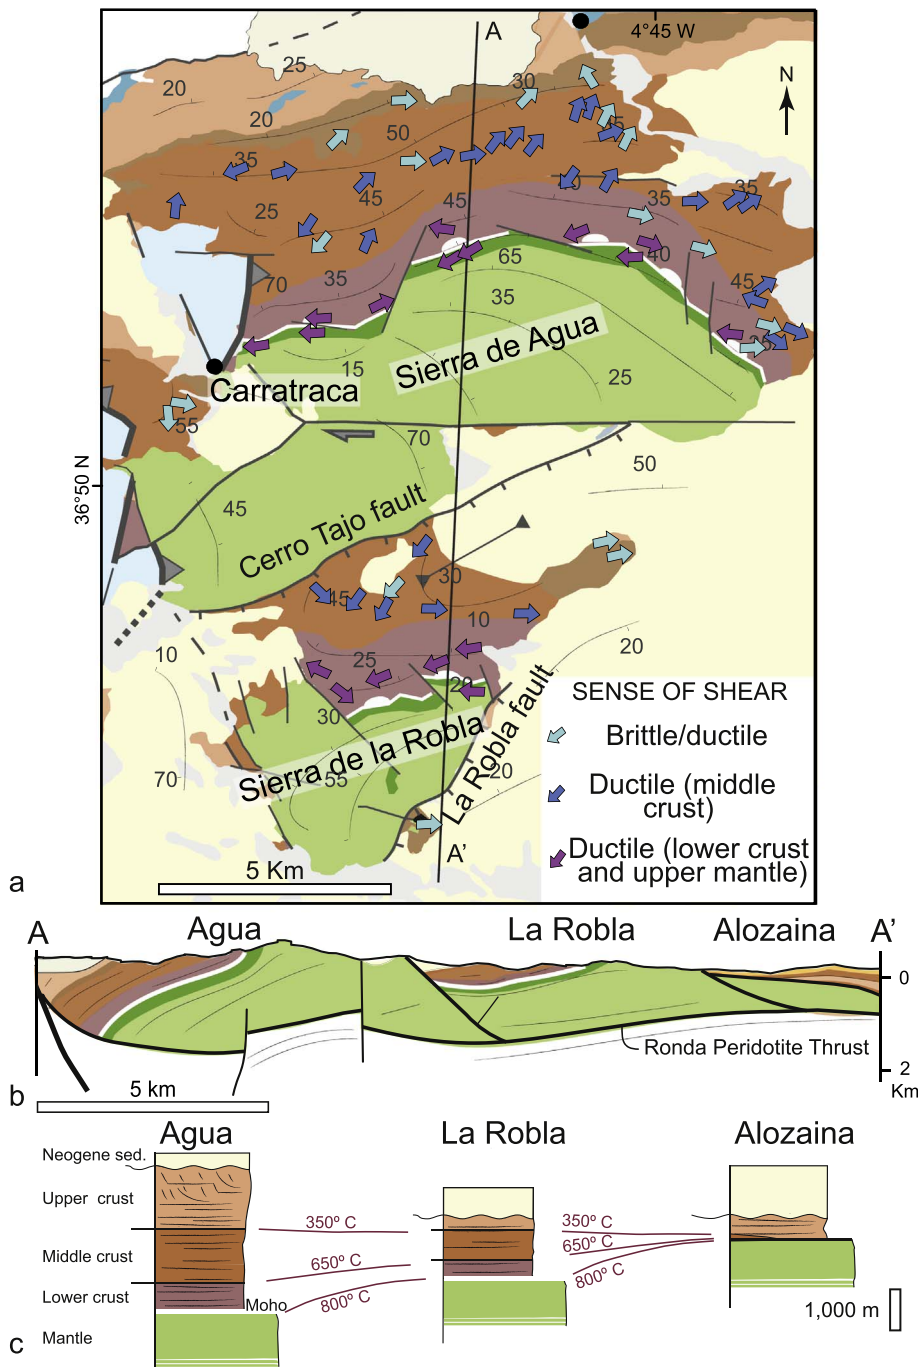 A
4°45 W
N
25
20
20
30
50
35
35
45
25
45
35
35
40
70
35
65
45
35
15
25
Sierra de Agua
Carratraca
55
70
50
36°50 N
45
Cerro Tajo fault
30
45
10
20
10
25
20
30
55
70
20
Sierra de la Robla
La Robla fault
A'
5 Km
SENSE OF SHEAR
Brittle/ductile
Ductile (middle
crust)
Ductile (lower crust
and upper mantle)
a
A
Agua
La Robla
Alozaina
A'
0
Ronda Peridotite Thrust
2
Km
5 km
b
Agua
La Robla
Alozaina
Neogene sed.
Upper crust
350º C
350º C
Middle crust
650º C
650º C
Lower crust
Moho
800º C
800º C
1,000 m
Mantle
c